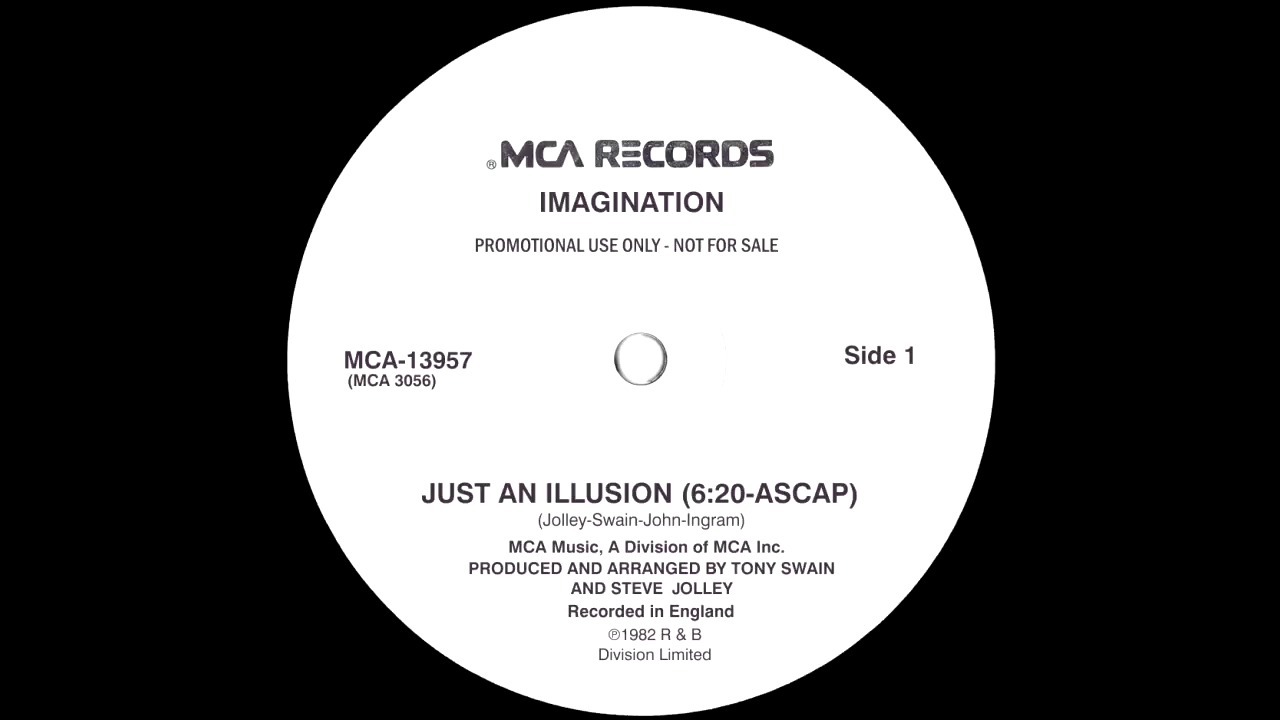 ® MCA RECORDS
IMAGINATION
PROMOTIONAL USE ONLY - NOT FOR SALE
MCA-13957
(MCA 3056)
Side 1
JUST AN ILLUSION (6:20-ASCAP)
(Jolley-Swain-John-Ingram)
MCA Music, A Division of MCA Inc.
PRODUCED AND ARRANGED BY TONY SWAIN
AND STEVE JOLLEY
Recorded in England
℗1982 R & B
Division Limited